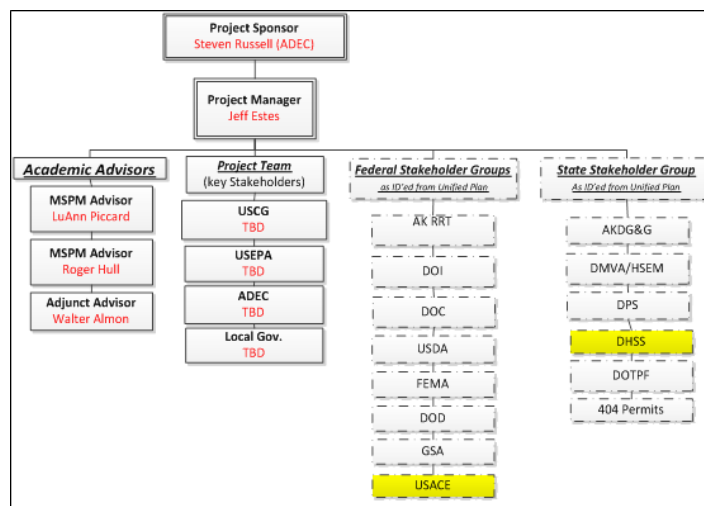 Project Sponsor
Steven Russell (ADEC)
Project Manager
Jeff Estes
Academic Advisors
MSPM Advisor
LuAnn Piccard
MSPM Advisor
Roger Hull
Adjunct Advisor
Walter Almon
Project Team
(key Stakeholders)
USCG
TBD
USEPA
TBD
ADEC
TBD
Local Gov.
TBD
Federal Stakeholder Groups
as ID'ed from Unified Plan
AK RRT
DOI
DOC
USDA
FEMA
DOD
GSA
USACE
State Stakeholder Group
As ID'ed from Unified Plan
AKDG&G
DMVA/HSEM
DPS
DHSS
DOTPF
404 Permits